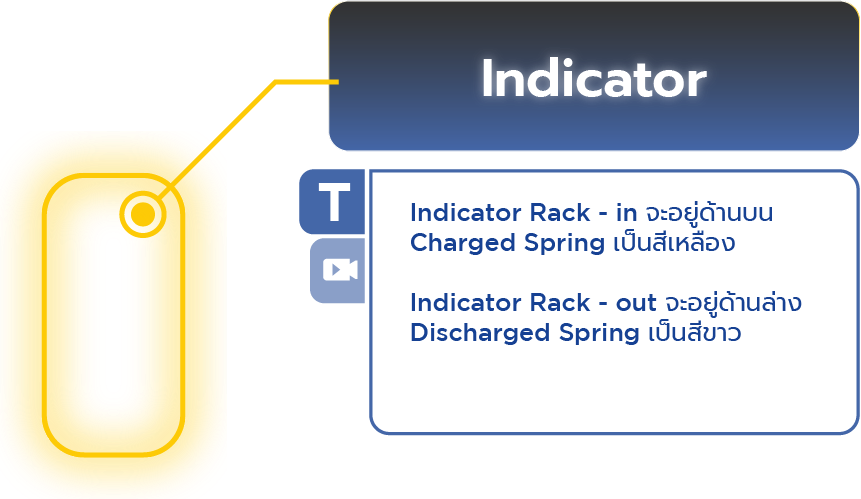 Indicator
T
Indicator Rack - in จะอยู่ด้านบน
Charged Spring เป็นสีเหลือง
Indicator Rack - out จะอยู่ด้านล่าง
Discharged Spring เป็นสีขาว